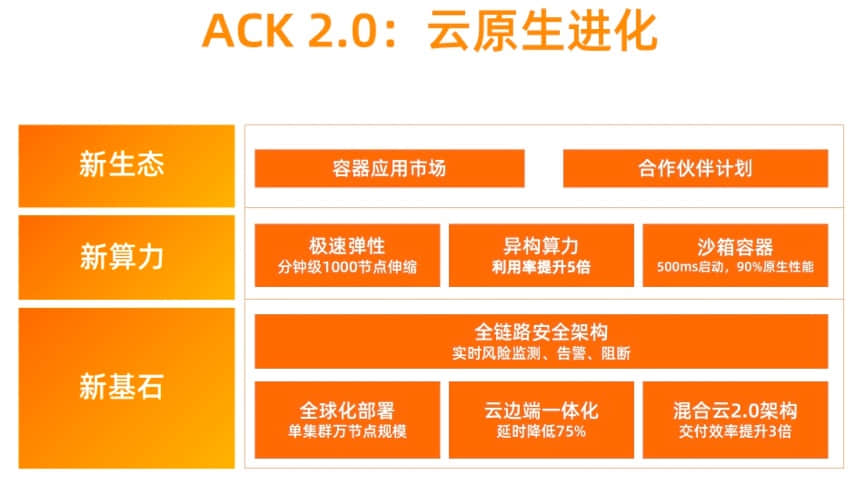 ACK 2.0：云原生进化
新生态
容器应用市场
合作伙伴计划
新算力
极速弹性
分钟级1000节点伸缩
异构算力
利用率提升5倍
沙箱容器
500ms启动，90%原生性能
新基石
全链路安全架构
实时风险监测、告警、阻断
全球化部署
单集群万节点规模
云边端一体化
延时降低75%
混合云2.0架构
交付效率提升3倍